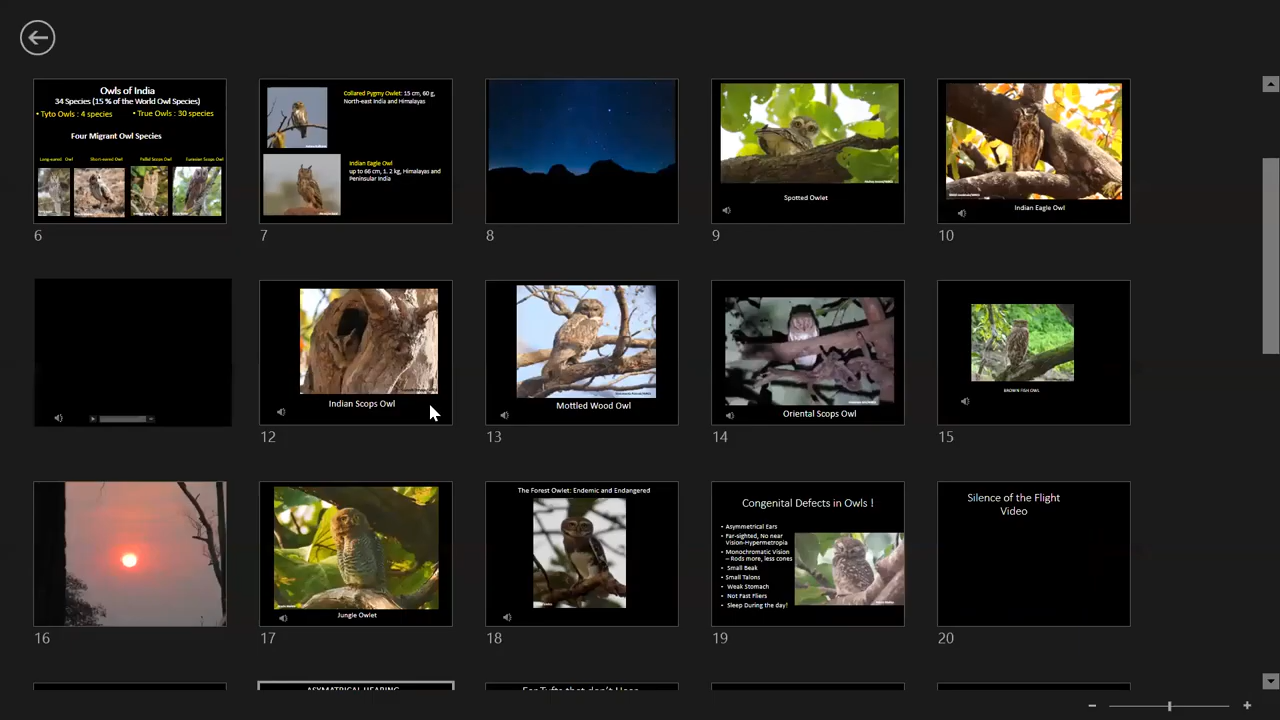 Owls of India
34 Species (15 % of the World Owl Species)
• Tyto Owls : 4 species
• True Owls : 30 species
Four Migrant Owl Species
Long-eared Owl
Short-eared Owl
Pallid Scops Owl
Eurasian Scops Owl
6
Collared Pygmy Owlet: 15 cm, 60 g,
North-east India and Himalayas
Indian Eagle Owl
up to 66 cm, 1. 2 kg, Himalayas and
Peninsular India
7
8
Spotted Owlet
9
Indian Eagle Owl
10
Indian Scops Owl
12
Mottled Wood Owl
13
Oriental Scops Owl
14
BROWN FISH OWL
15
16
Jungle Owlet
17
The Forest Owlet: Endemic and Endangered
18
Congenital Defects in Owls !
• Asymmetrical Ears
• Far-sighted, No near
Vision-Hypermetropia
• Monochromatic Vision
– Rods more, less cones
• Small Beak
• Small Talons
• Weak Stomach
• Not Fast Fliers
• Sleep During the day!
19
Silence of the Flight
Video
20
ASYMATRICAL HEARING
Ear Tufts that don't Hear